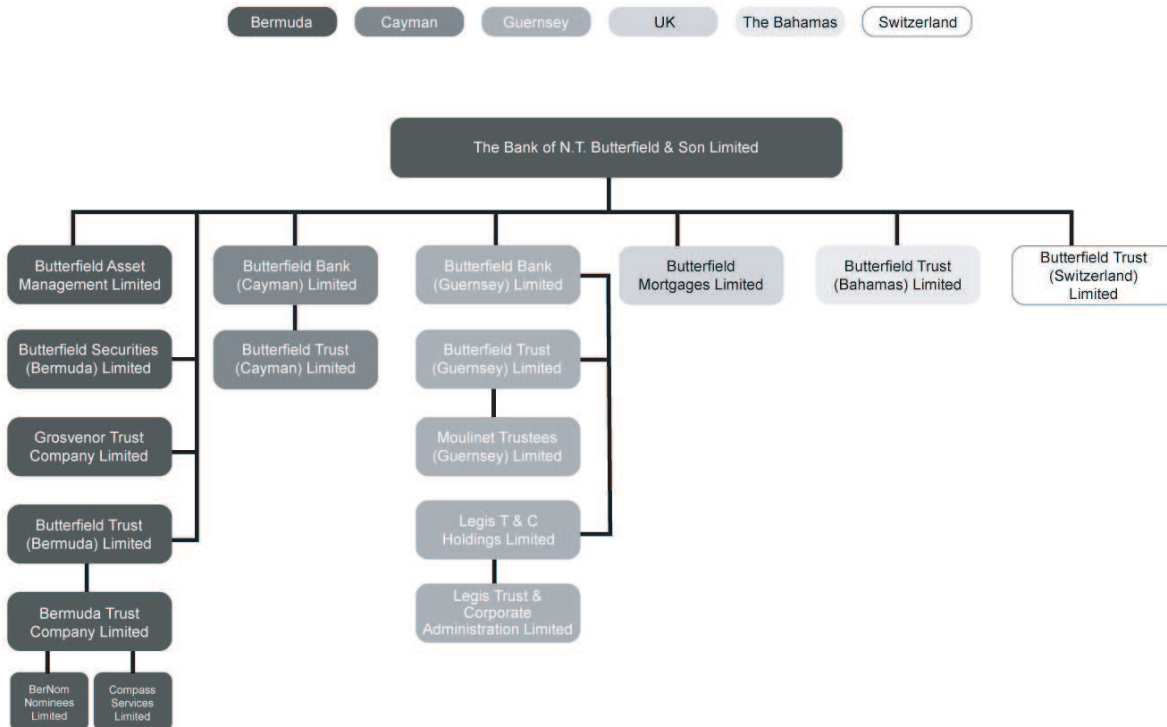 Bermuda
Cayman
Guernsey
UK
The Bahamas
Switzerland
The Bank of N.T. Butterfield & Son Limited
Butterfield Asset
Management Limited
Butterfield Bank
(Cayman) Limited
Butterfield Bank
(Guernsey) Limited
Butterfield
Mortgages Limited
Butterfield Trust
(Bahamas) Limited
Butterfield Trust
(Switzerland)
Limited
Butterfield Securities
(Bermuda) Limited
Butterfield Trust
(Cayman) Limited
Butterfield Trust
(Guernsey) Limited
Grosvenor Trust
Company Limited
Moulinet Trustees
(Guernsey) Limited
Butterfield Trust
(Bermuda) Limited
Legis T & C
Holdings Limited
Bermuda Trust
Company Limited
Legis Trust &
Corporate
Administration Limited
BerNom
Nominees
Limited
Compass
Services
Limited